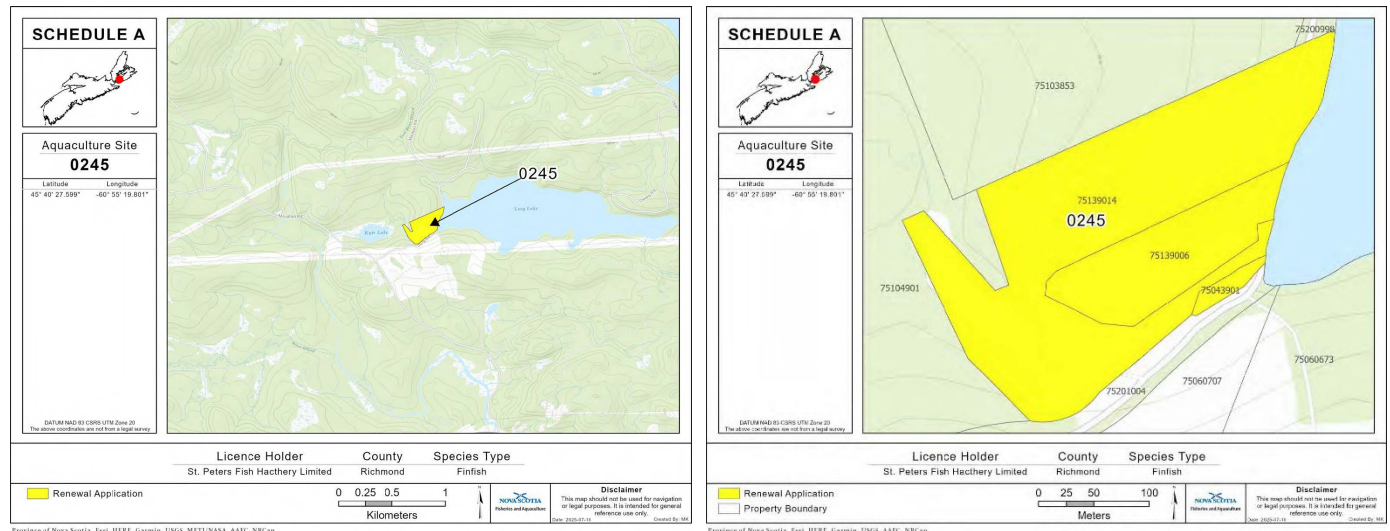 SCHEDULE A
Aquaculture Site
0245
Latitude Longitude
45° 40' 27.599" -60° 55' 19.801"
DATUM NAD 83 CSRS UTM Zone 20
The above coordinates are not from a legal survey
0245
Long Lake
Licence Holder County Species Type
St. Peters Fish Hacthery Limited Richmond Finfish
Renewal Application
0 0.25 0.5 1
Kilometers
N
NOVA SCOTIA
Fisheries and Aquaculture
Disclaimer
This map should not be used for navigation
or legal purposes. It is intended for general
reference use only.
Created By: MK
Province of Nova Scotia, Esri, HERE, Garmin, USGS, METI/NASA, AAFC, NRCan
SCHEDULE A
Aquaculture Site
0245
Latitude Longitude
45° 40' 27.599" -60° 55' 19.801"
DATUM NAD 83 CSRS UTM Zone 20
The above coordinates are not from a legal survey
75200998
75103853
75139014
0245
75139006
75104901
75043901
75060673
75060707
75201004
Licence Holder County Species Type
St. Peters Fish Hacthery Limited Richmond Finfish
Renewal Application
Property Boundary
0 25 50 100
Meters
N
NOVA SCOTIA
Fisheries and Aquaculture
Disclaimer
This map should not be used for navigation
or legal purposes. It is intended for general
reference use only.
Created By: MK
Province of Nova Scotia, Esri, HERE, Garmin, USGS, AAFC, NRCan